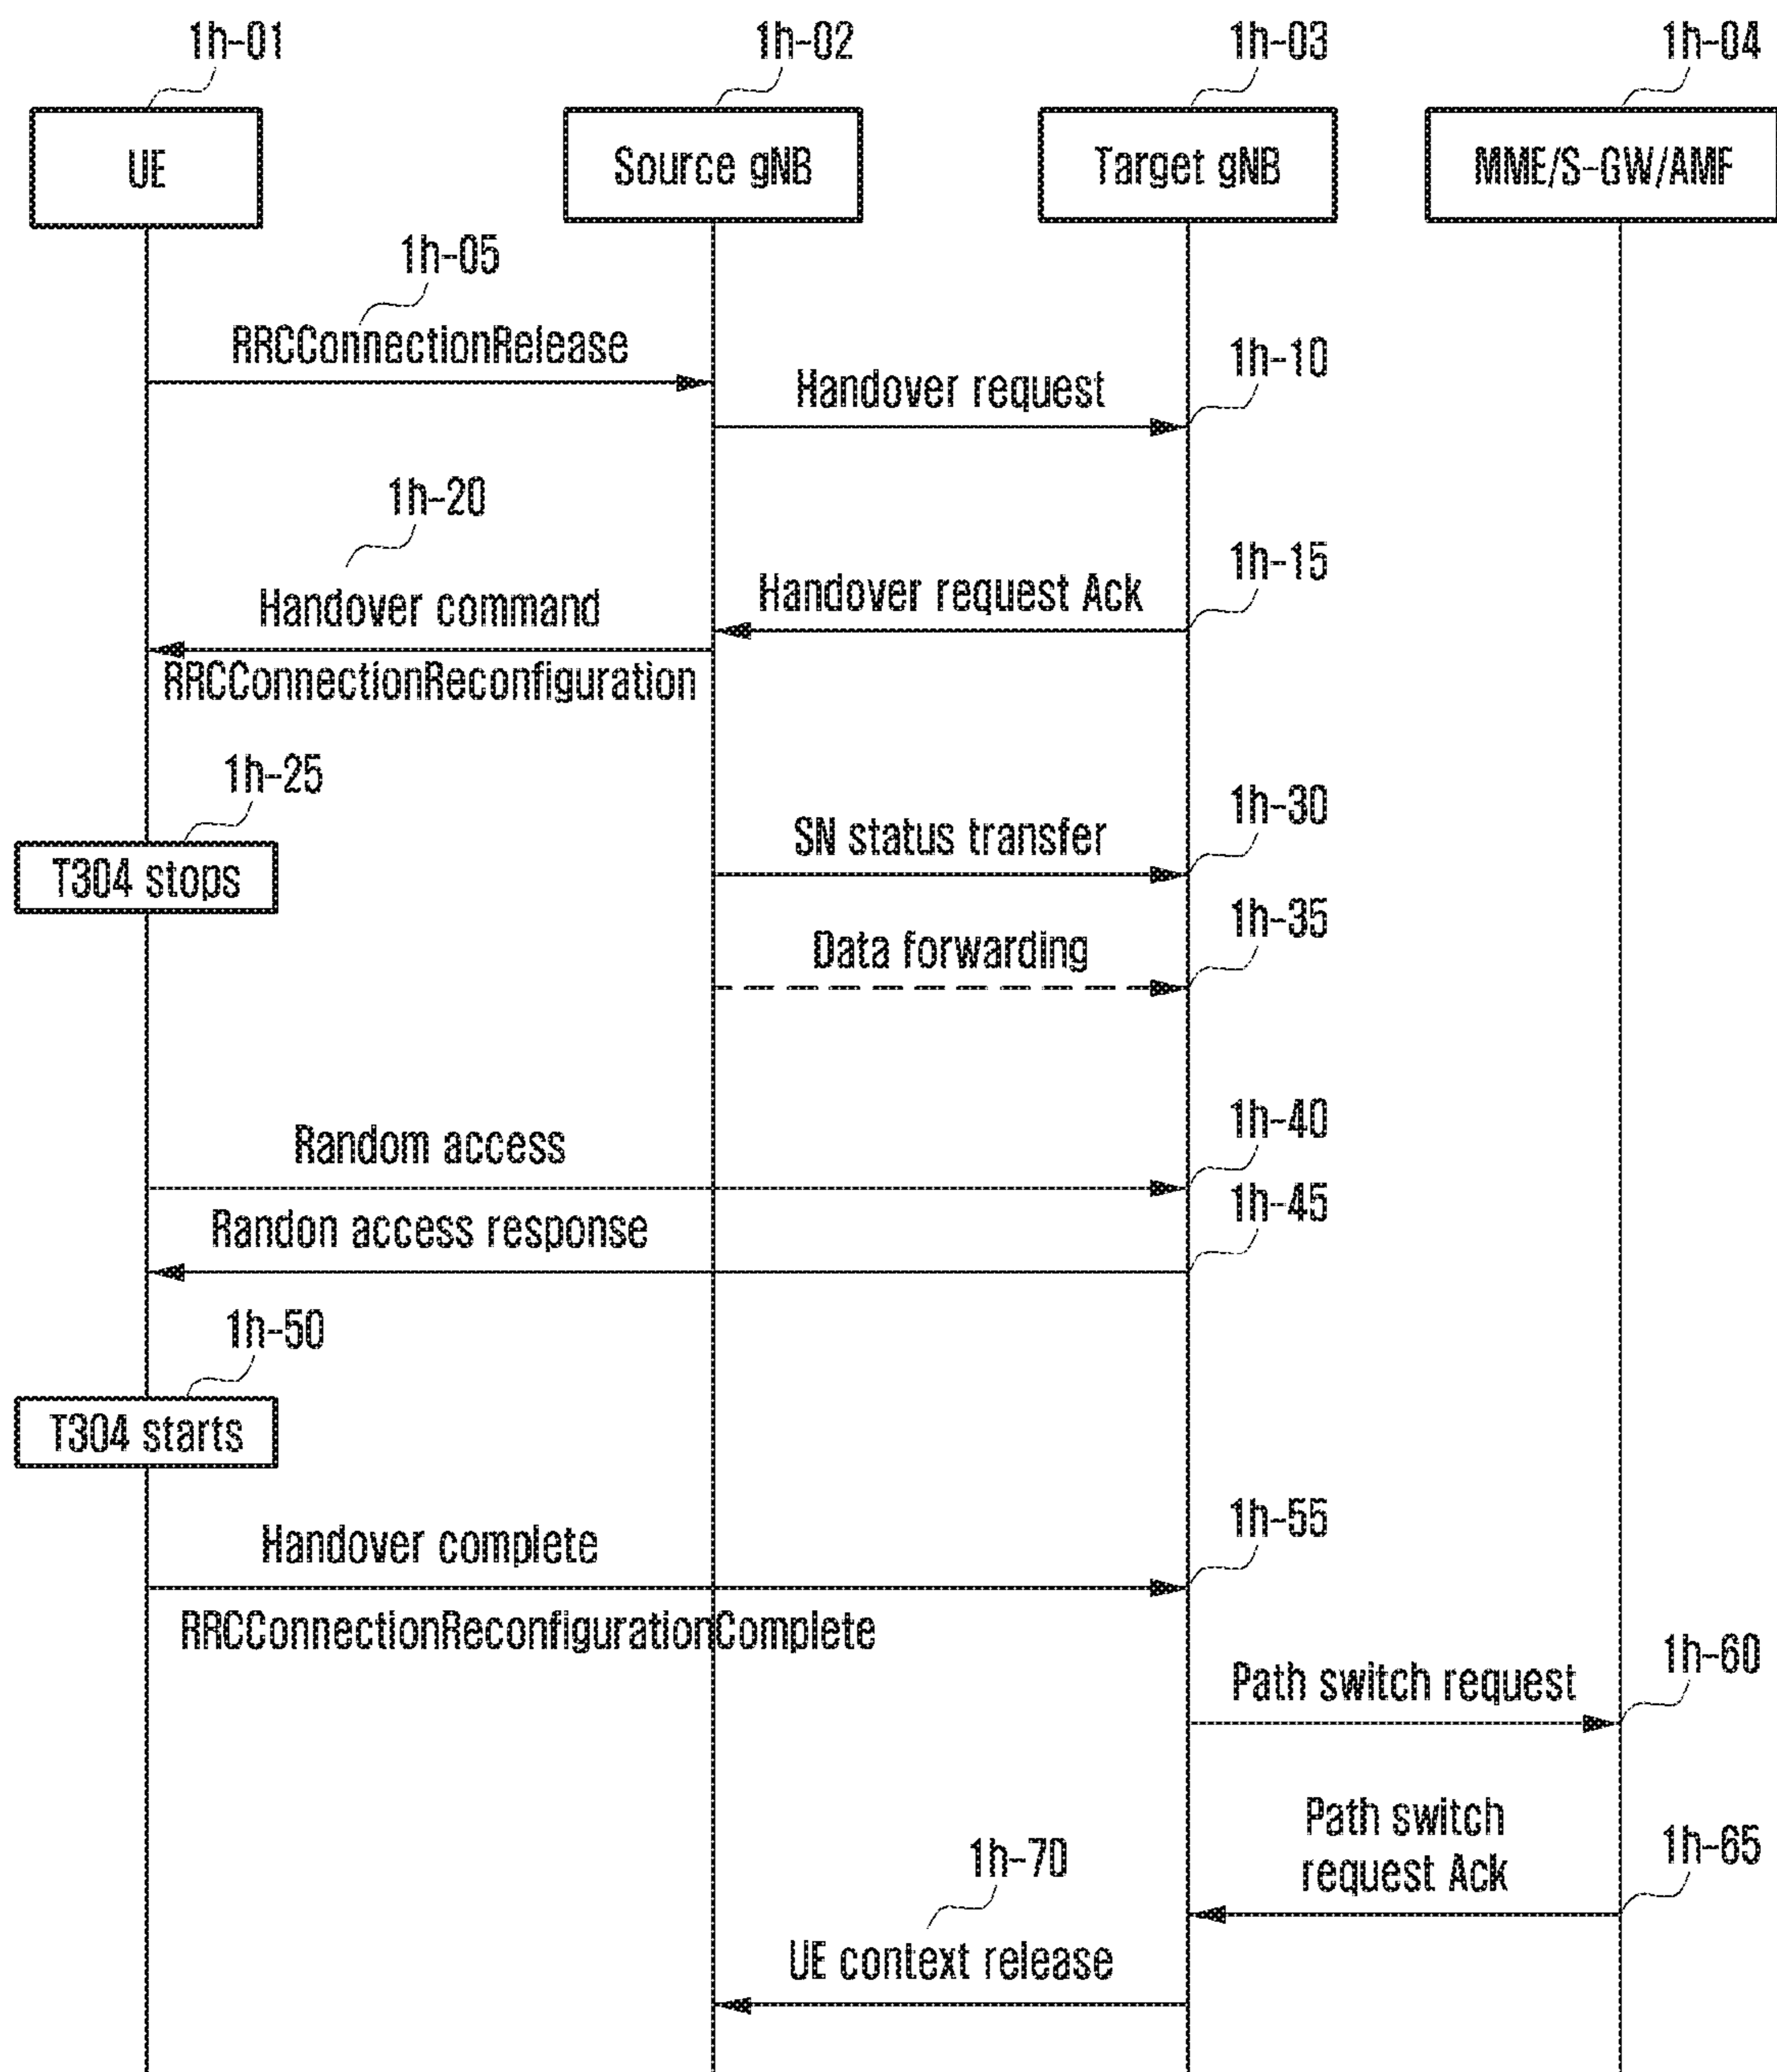 1h-01
1h-02
1h-03
1h-04
UE
Source gNB
Target gNB
MME/S-GW/AMF
1h-05
RRCConnectionRelease
1h-10
Handover request
1h-20
1h-15
Handover command
Handover request Ack
RRCConnectionReconfiguration
1h-25
1h-30
T304 stops
SN status transfer
1h-35
Data forwarding
1h-40
Random access
1h-45
Randon access response
1h-50
T304 starts
1h-55
Handover complete
RRCConnectionReconfigurationComplete
1h-60
Path switch request
Path switch
request Ack
1h-65
1h-70
UE context release